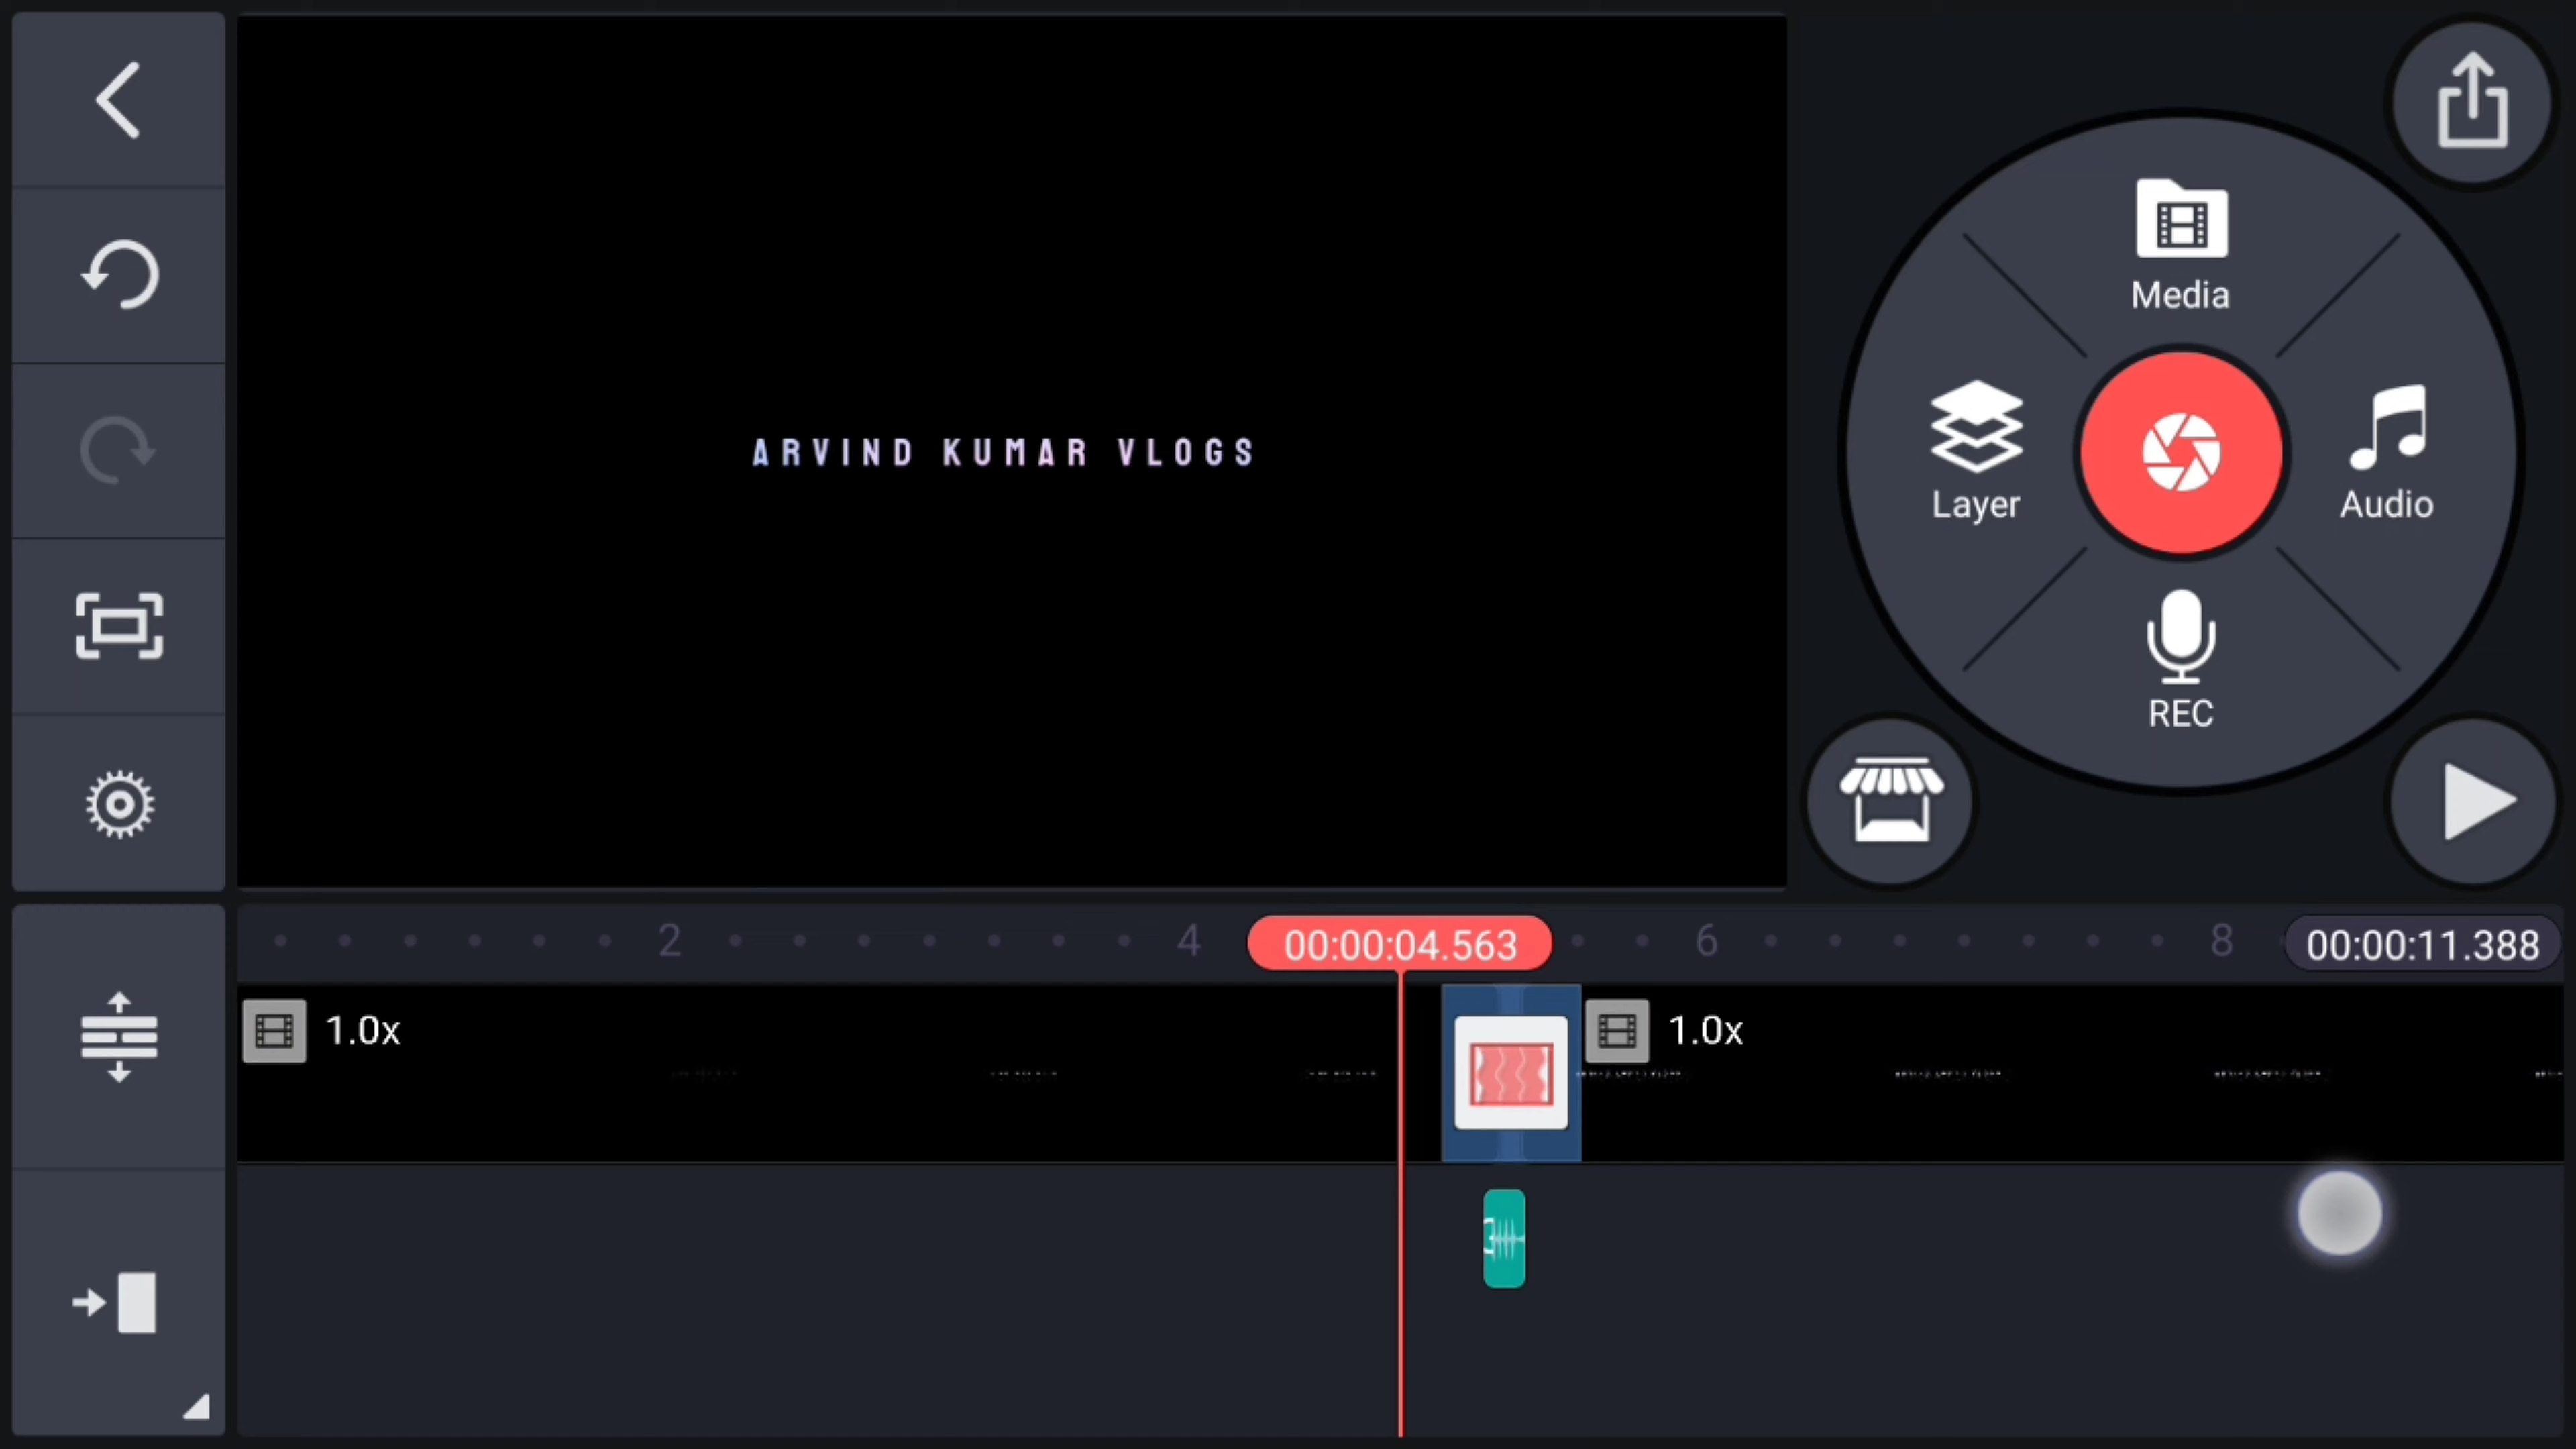 Media
ARVIND KUMAR VLOGS
Layer
Audio
REC
2
4
00:00:04.563
6
8
00:00:11.388
1.0x
1.0x